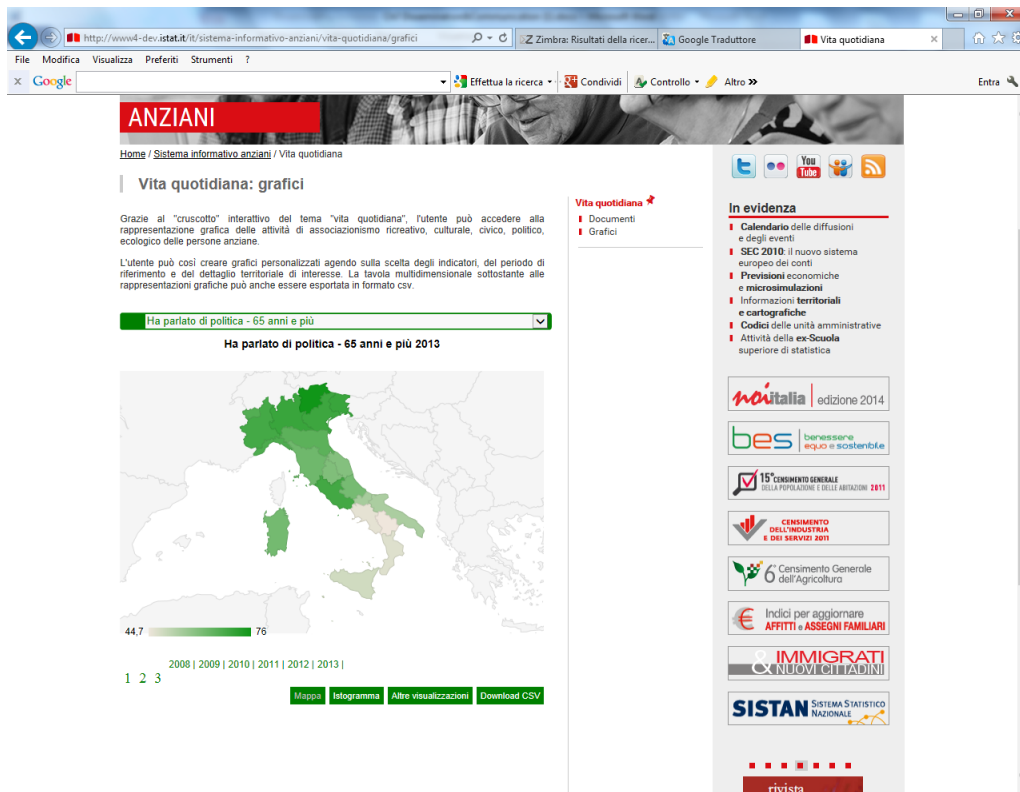 http://www4-dev.istat.it/it/sistema-informativo-anziani/vita-quotidiana/grafici
Zimbra: Risultati della ricer...
Google Traduttore
Vita quotidiana
File Modifica Visualizza Preferiti Strumenti ?
x Google
Effettua la ricerca
Condividi
Controllo
Altro »
Entra
ANZIANI
Home / Sistema informativo anziani / Vita quotidiana
Vita quotidiana: grafici
Grazie al "cruscotto" interattivo del tema "vita quotidiana", l'utente può accedere alla
rappresentazione grafica delle attività di associazionismo ricreativo, culturale, civico, politico,
ecologico delle persone anziane.
L'utente può così creare grafici personalizzati agendo sulla scelta degli indicatori, del periodo di
riferimento e del dettaglio territoriale di interesse. La tavola multidimensionale sottostante alle
rappresentazioni grafiche può anche essere esportata in formato csv.
Ha parlato di politica - 65 anni e più
Ha parlato di politica - 65 anni e più 2013
44,7
76
2008 | 2009 | 2010 | 2011 | 2012 | 2013 |
1 2 3
Mappa
Istogramma
Altre visualizzazioni
Download CSV
Vita quotidiana
Documenti
Grafici
You
Tube
In evidenza
Calendario delle diffusioni
e degli eventi
SEC 2010: il nuovo sistema
europeo dei conti
Previsioni economiche
e microsimulazioni
Informazioni territoriali
e cartografiche
Codici delle unità amministrative
Attività della ex-Scuola
superiore di statistica
noiitalia | edizione 2014
bes
benessere
equo e sostenibile
15° CENSIMENTO GENERALE
DELLA POPOLAZIONE E DELLE ABITAZIONI 2011
CENSIMENTO
DELL'INDUSTRIA
E DEI SERVIZI 2011
6° Censimento Generale
dell'Agricoltura
Indici per aggiornare
AFFITTI e ASSEGNI FAMILIARI
IMMIGRATI
& NUOVI CITTADINI
SISTAN SISTEMA STATISTICO
NAZIONALE
rivista